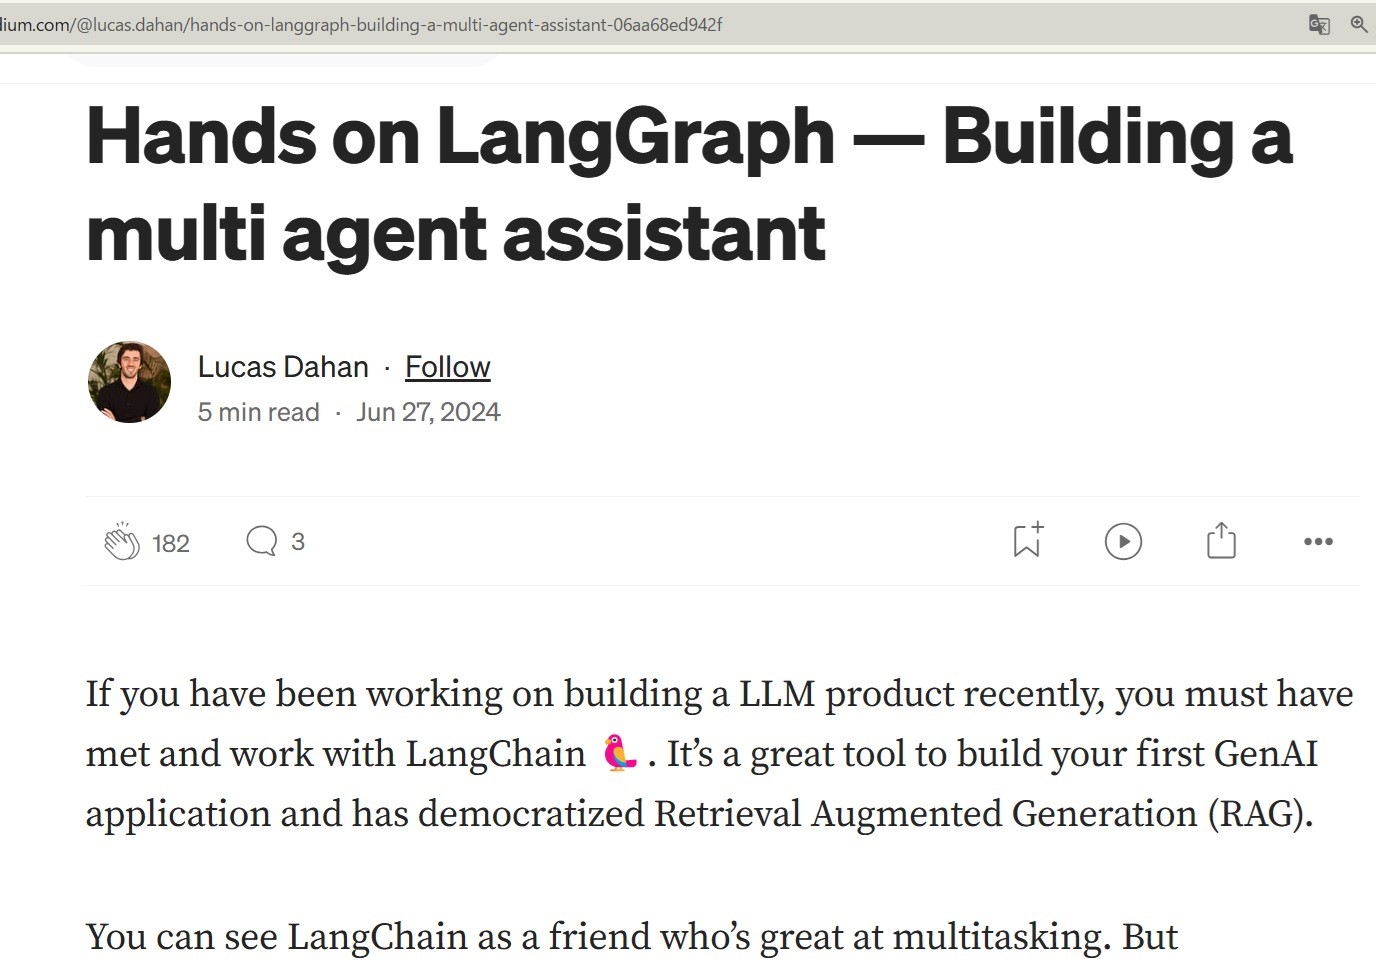 dium.com/@lucas.dahan/hands-on-langgraph-building-a-multi-agent-assistant-06aa68ed942f
Hands on LangGraph — Building a
multi agent assistant
Lucas Dahan · Follow
5 min read · Jun 27, 2024
182 3
If you have been working on building a LLM product recently, you must have
met and work with LangChain 🦜 . It’s a great tool to build your first GenAI
application and has democratized Retrieval Augmented Generation (RAG).
You can see LangChain as a friend who’s great at multitasking. But